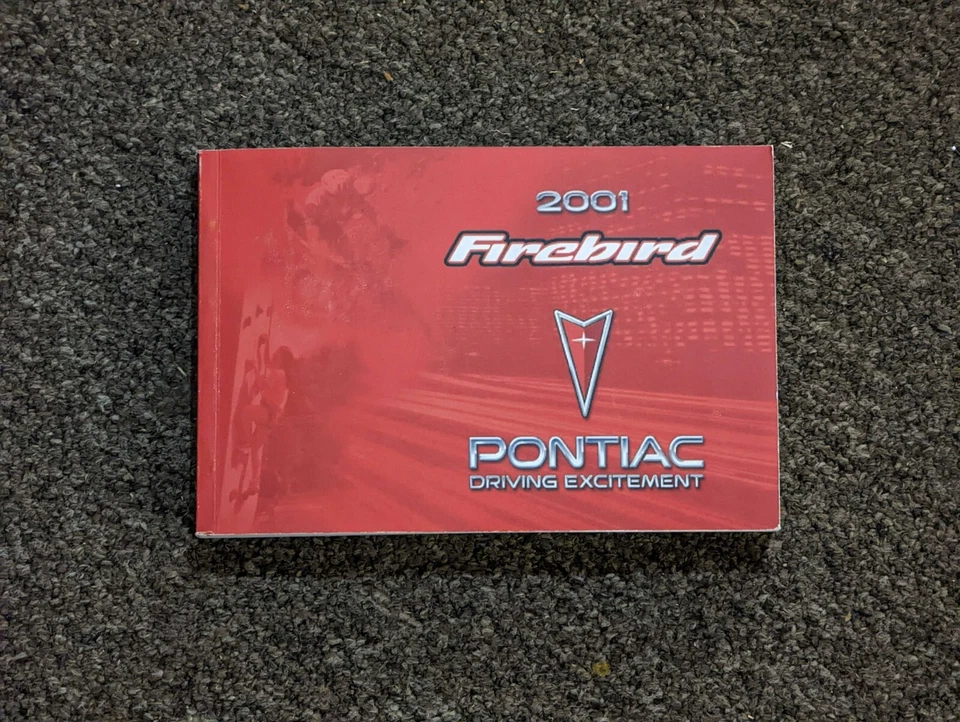 2001
Firebird
PONTIAC
DRIVING EXCITEMENT